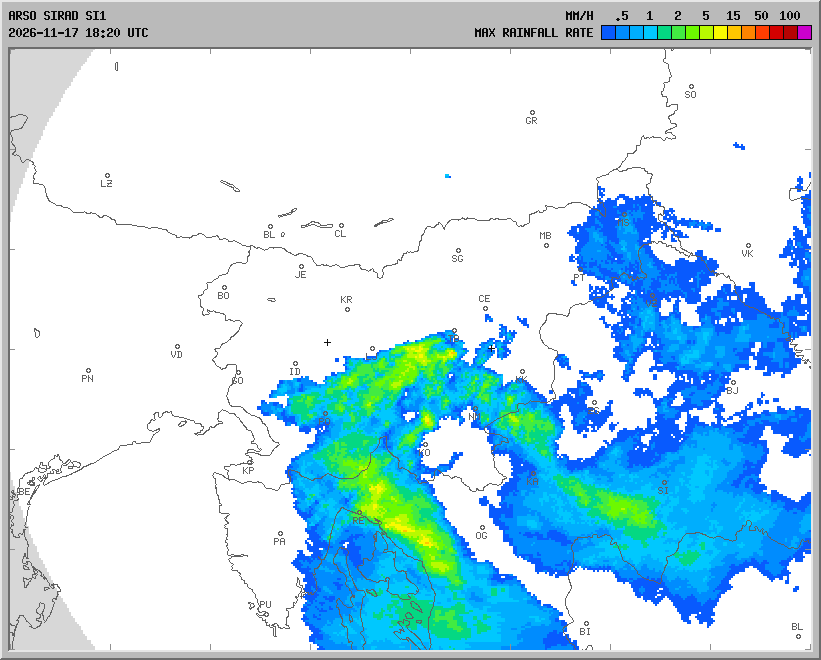 ARSO SIRAD SI1
MM/H .5 1 2 5 15 50 100
2026-11-17 18:20 UTC
MAX RAINFALL RATE
SO
GR
LZ
BL
CL
MB
SG
VK
JE
PT
BO
KR
CE
VD
ID
PN
GO
BJ
KO
KP
BE
SI
RE
OG
PA
PU
BI
BL